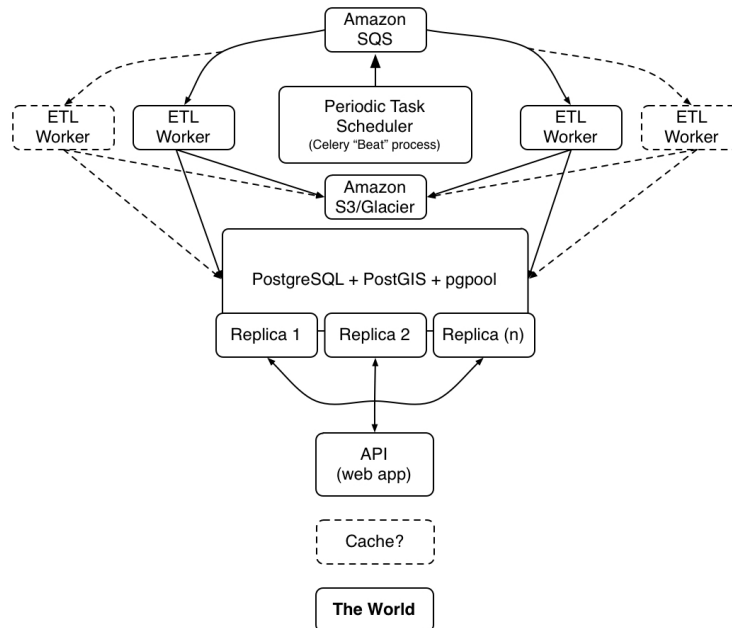 Amazon
SQS
ETL
Worker
ETL
Worker
Periodic Task
Scheduler
(Celery “Beat” process)
ETL
Worker
ETL
Worker
Amazon
S3/Glacier
PostgreSQL + PostGIS + pgpool
Replica 1
Replica 2
Replica (n)
API
(web app)
Cache?
The World